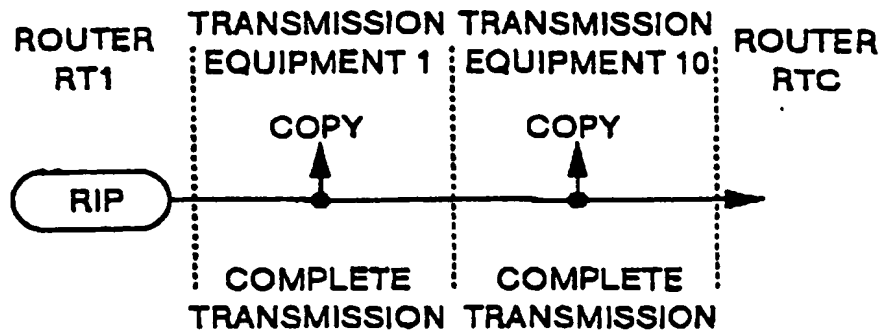 ROUTER RT1
TRANSMISSION EQUIPMENT 1
TRANSMISSION EQUIPMENT 10
ROUTER RTC
COPY
COPY
RIP
COMPLETE TRANSMISSION
COMPLETE TRANSMISSION